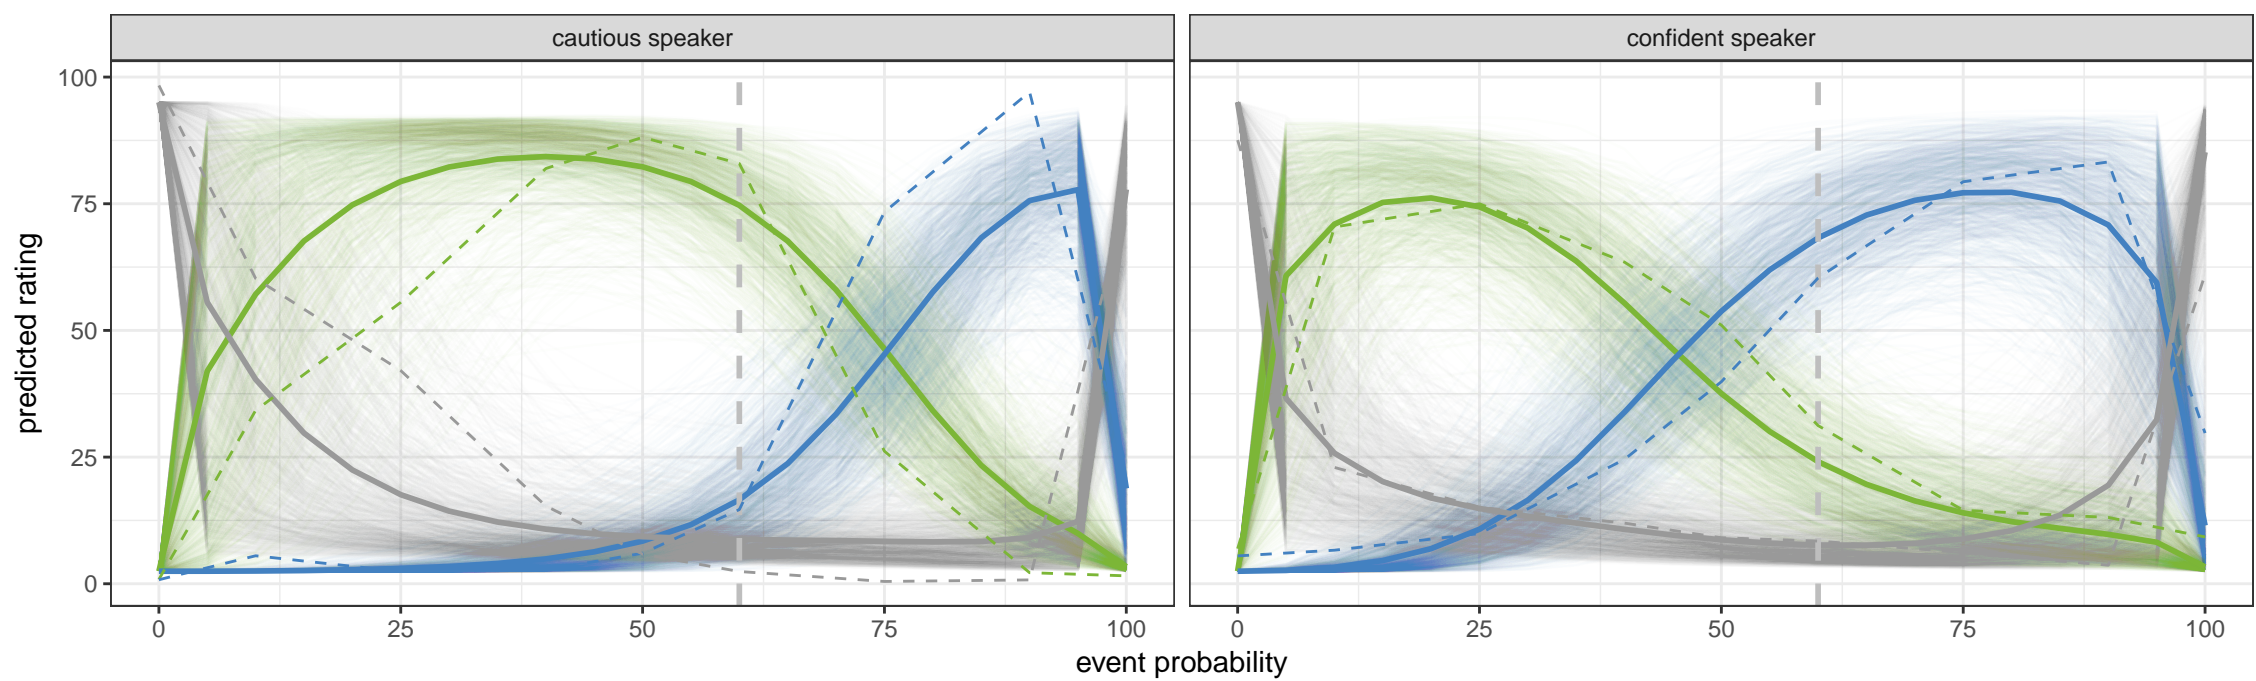 cautious speaker
confident speaker
100
75
50
25
0
predicted rating
0 25 50 75 100
0 25 50 75 100
event probability